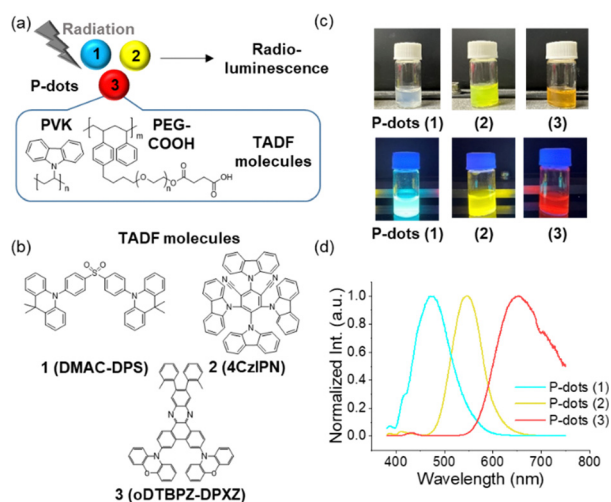 (a)
Radiation
1
2
3
P-dots
Radio-
luminescence
PVK
PEG-
COOH
TADF
molecules
N
n
m
O
n
O
O
O
OH
(b)
TADF molecules
O O
S
N
N
1 (DMAC-DPS)
N
N
N
N
N
N
2 (4CzIPN)
N
N
N
N
O
O
3 (oDTBPZ-DPXZ)
(c)
P-dots (1)
(2)
(3)
P-dots (1)
(2)
(3)
(d)
Normalized Int. (a.u.)
1.0
0.8
0.6
0.4
0.2
0.0
P-dots (1)
P-dots (2)
P-dots (3)
400 500 600 700 800
Wavelength (nm)